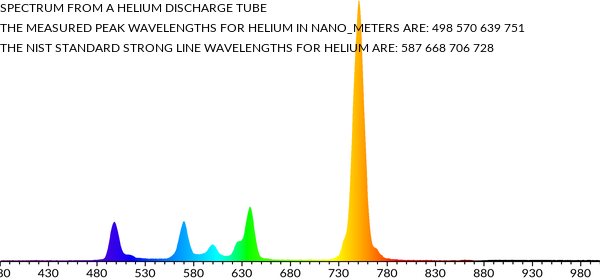 SPECTRUM FROM A HELIUM DISCHARGE TUBE
THE MEASURED PEAK WAVELENGTHS FOR HELIUM IN NANO_METERS ARE: 498 570 639 751
THE NIST STANDARD STRONG LINE WAVELENGTHS FOR HELIUM ARE: 587 668 706 728
80 430 480 530 580 630 680 730 780 830 880 930 980